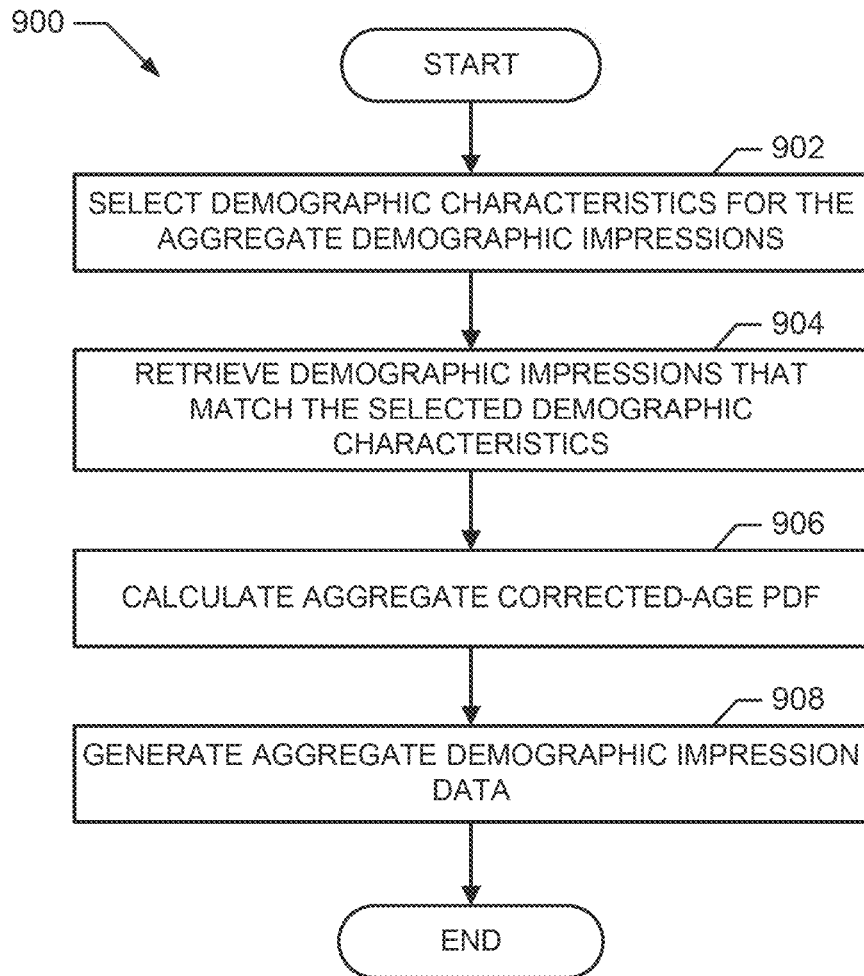 900
START
902
SELECT DEMOGRAPHIC CHARACTERISTICS FOR THE
AGGREGATE DEMOGRAPHIC IMPRESSIONS
904
RETRIEVE DEMOGRAPHIC IMPRESSIONS THAT
MATCH THE SELECTED DEMOGRAPHIC
CHARACTERISTICS
906
CALCULATE AGGREGATE CORRECTED-AGE PDF
908
GENERATE AGGREGATE DEMOGRAPHIC IMPRESSION
DATA
END